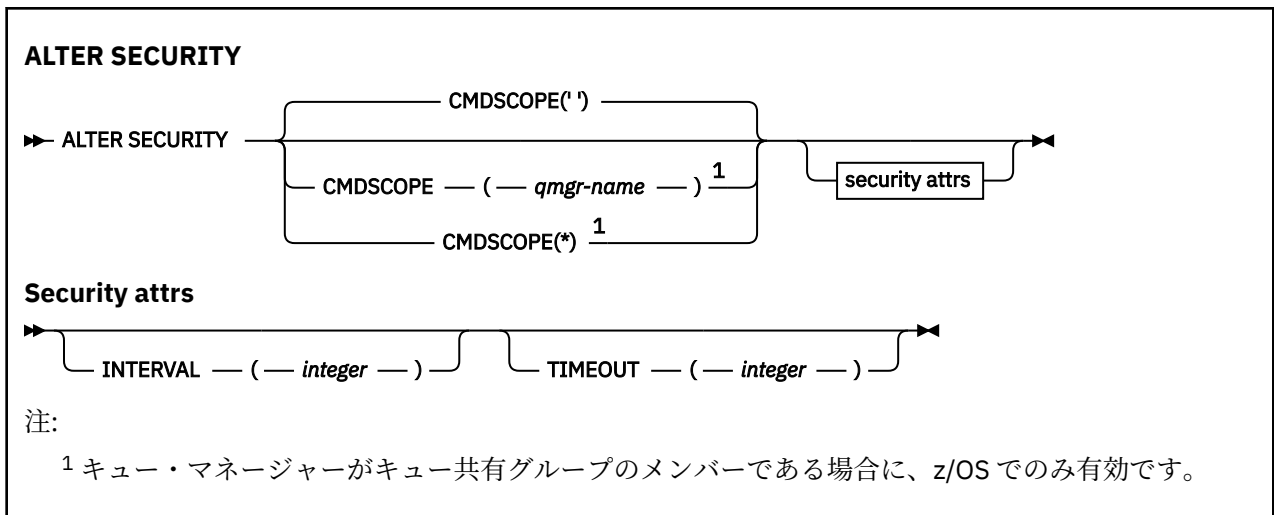 ALTER SECURITY
CMDSCOPE(' ')
ALTER SECURITY
CMDSCOPE ( qmgr-name ) 1
security attrs
CMDSCOPE(*) 1
Security attrs
INTERVAL ( integer ) TIMEOUT ( integer )
注:
1 キュー・マネージャーがキュー共有グループのメンバーである場合に、z/OS でのみ有効です。